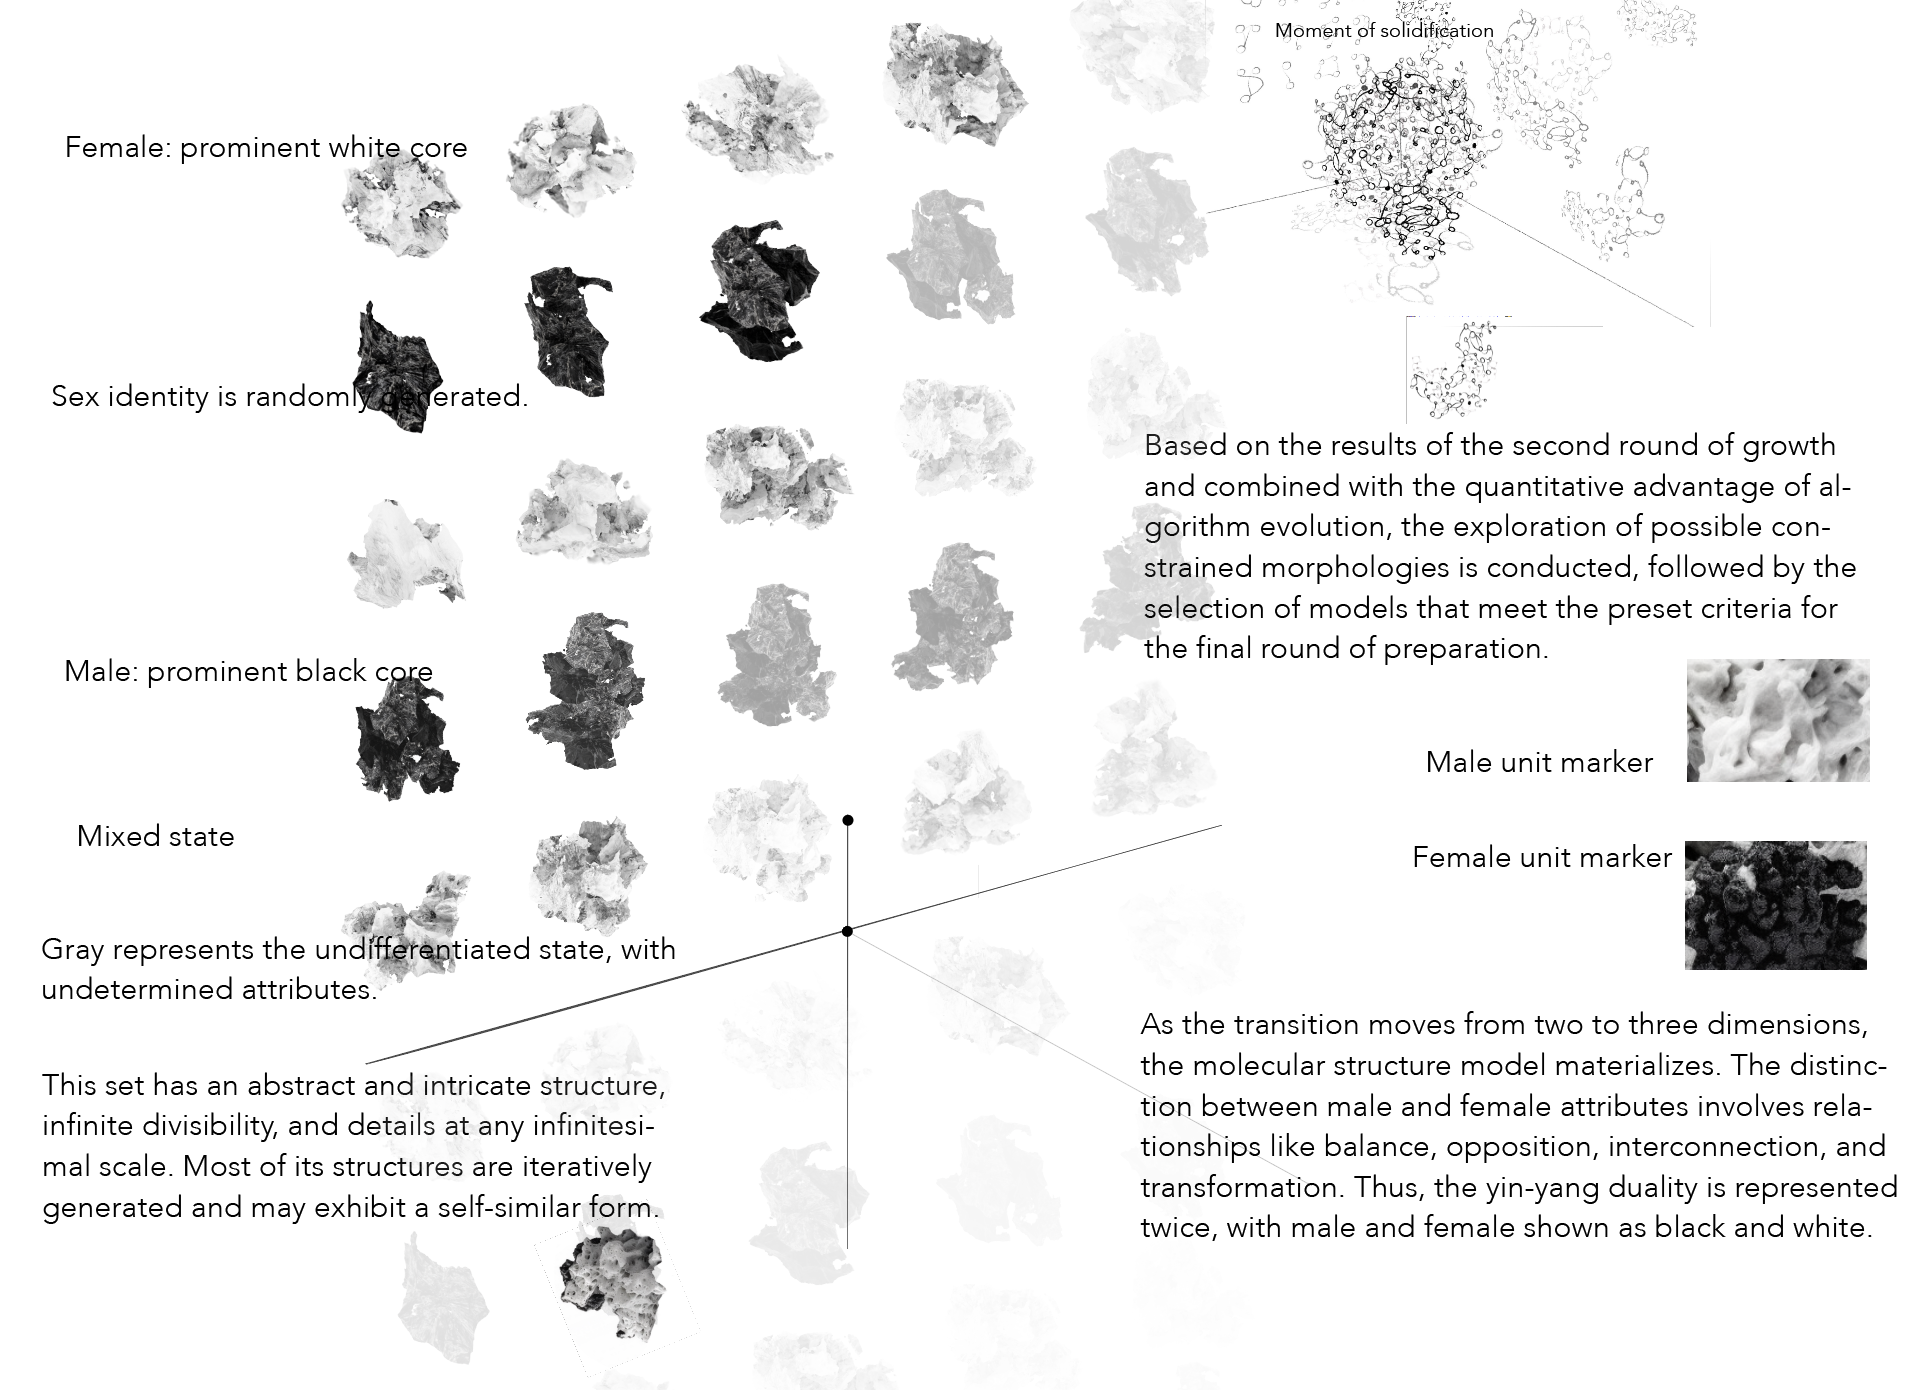 Moment of solidification
Female: prominent white core
Sex identity is randomly generated.
Male: prominent black core
Mixed state
Gray represents the undifferentiated state, with
undetermined attributes.
This set has an abstract and intricate structure,
infinite divisibility, and details at any infinitesi-
mal scale. Most of its structures are iteratively
generated and may exhibit a self-similar form.
Based on the results of the second round of growth
and combined with the quantitative advantage of al-
gorithm evolution, the exploration of possible con-
strained morphologies is conducted, followed by the
selection of models that meet the preset criteria for
the final round of preparation.
Male unit marker
Female unit marker
As the transition moves from two to three dimensions,
the molecular structure model materializes. The distinc-
tion between male and female attributes involves rela-
tionships like balance, opposition, interconnection, and
transformation. Thus, the yin-yang duality is represented
twice, with male and female shown as black and white.